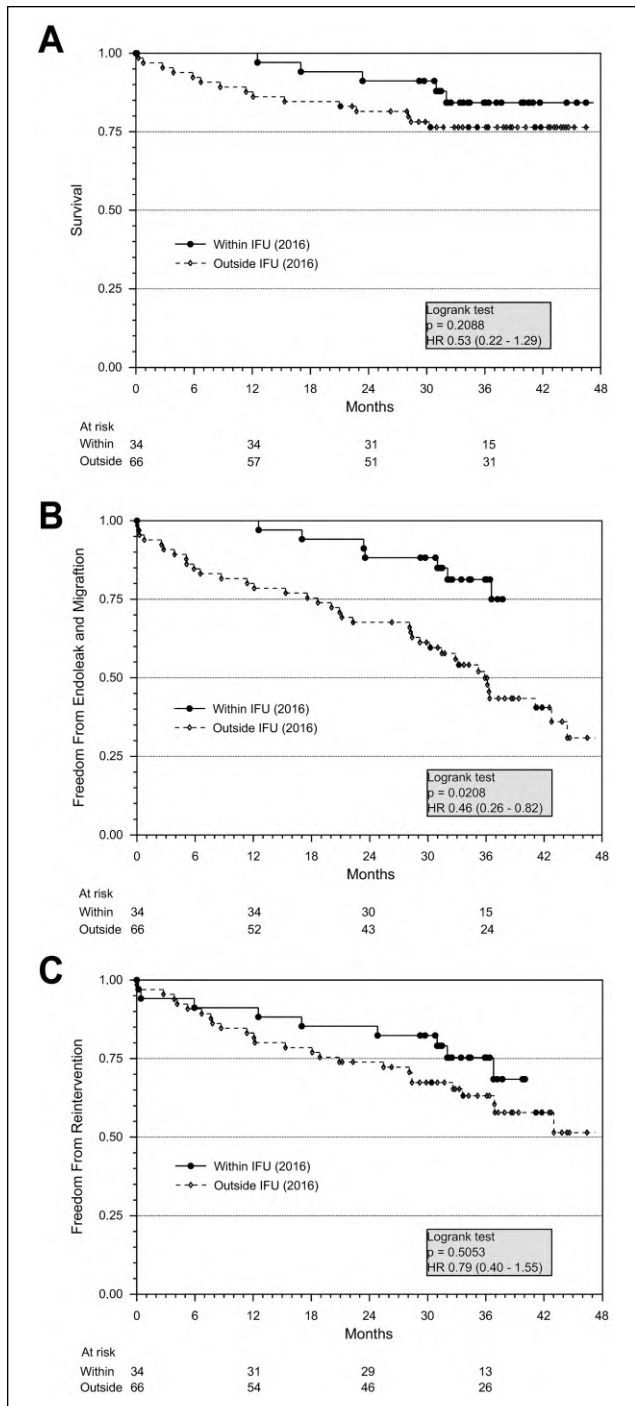 A
1.00
0.75
0.50
0.25
0.00
Survival
Within IFU (2016)
Outside IFU (2016)
Logrank test
p = 0.2088
HR 0.53 (0.22 - 1.29)
0 6 12 18 24 30 36 42 48
Months
At risk
Within 34 34 31 15
Outside 66 57 51 31
B
1.00
0.75
0.50
0.25
0.00
Freedom From Endoleak and Migraftion
Within IFU (2016)
Outside IFU (2016)
Logrank test
p = 0.0208
HR 0.46 (0.26 - 0.82)
0 6 12 18 24 30 36 42 48
Months
At risk
Within 34 34 30 15
Outside 66 52 43 24
C
1.00
0.75
0.50
0.25
0.00
Freedom From Reintervention
Within IFU (2016)
Outside IFU (2016)
Logrank test
p = 0.5053
HR 0.79 (0.40 - 1.55)
0 6 12 18 24 30 36 42 48
Months
At risk
Within 34 31 29 13
Outside 66 54 46 26